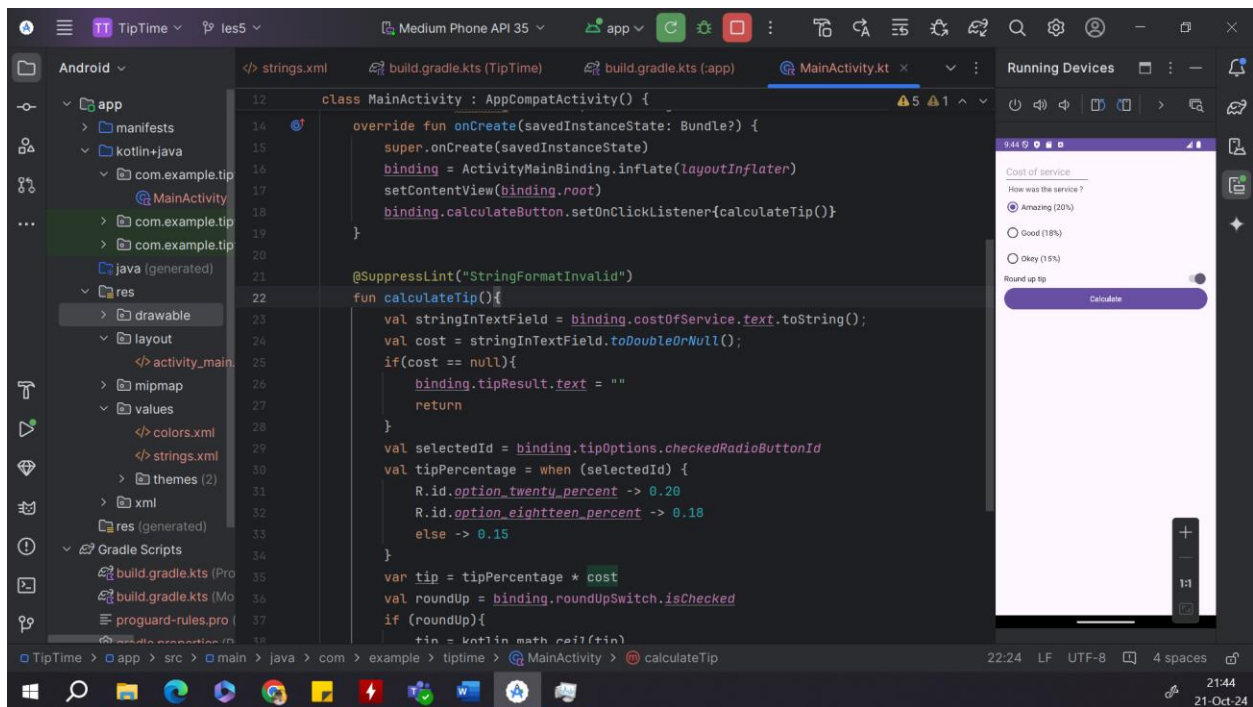 TT TipTime les5 Medium Phone API 35 app
Android
strings.xml build.gradle.kts (TipTime) build.gradle.kts (:app) MainActivity.kt
Running Devices
app
manifests
kotlin+java
com.example.tip
MainActivity
com.example.tip
com.example.tip
java (generated)
res
drawable
layout
activity_main.
mipmap
values
colors.xml
strings.xml
themes (2)
xml
res (generated)
Gradle Scripts
build.gradle.kts (Pro
build.gradle.kts (Mo
proguard-rules.pro (
5 1
12 class MainActivity : AppCompatActivity() {
14 override fun onCreate(savedInstanceState: Bundle?) {
15 super.onCreate(savedInstanceState)
16 binding = ActivityMainBinding.inflate(layoutInflater)
17 setContentView(binding.root)
18 binding.calculateButton.setOnClickListener{calculateTip()}
19 }
20
21 @SuppressLint("StringFormatInvalid")
22 fun calculateTip(){
23 val stringInTextField = binding.costOfService.text.toString();
24 val cost = stringInTextField.toDoubleOrNull();
25 if(cost == null){
26 binding.tipResult.text = ""
27 return
28 }
29 val selectedId = binding.tipOptions.checkedRadioButtonId
30 val tipPercentage = when (selectedId) {
31 R.id.option_twenty_percent -> 0.20
32 R.id.option_eightteen_percent -> 0.18
33 else -> 0.15
34 }
35 var tip = tipPercentage * cost
36 val roundUp = binding.roundUpSwitch.isChecked
37 if (roundUp){
38 tip = kotlin.math.ceil(tip)
9:44
Cost of service
How was the service ?
Amazing (20%)
Good (18%)
Okey (15%)
Round up tip
Calculate
1:1
TipTime > app > src > main > java > com > example > tiptime > MainActivity > calculateTip
22:24 LF UTF-8 4 spaces
21:44
21-Oct-24